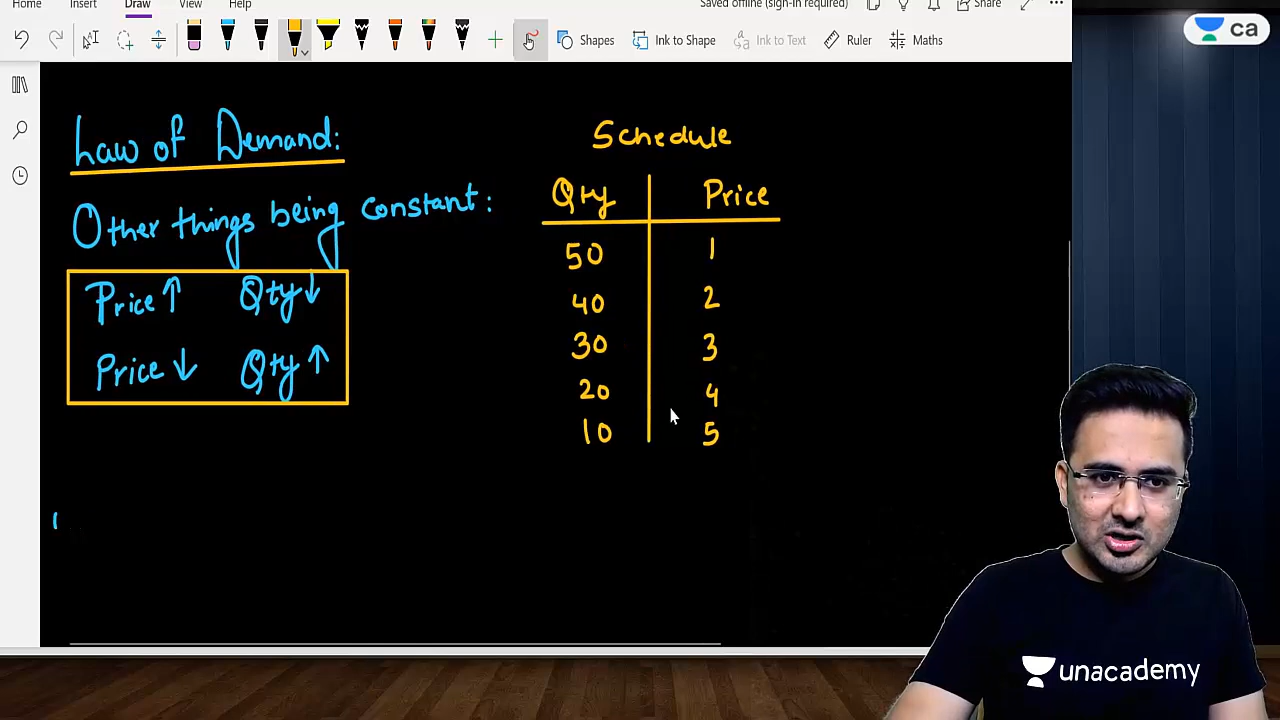 Home Insert Draw View Help
Saved offline (sign-in required) Share
Shapes Ink to Shape Ink to Text Ruler Maths
ca
Law of Demand:
Other things being constant:
Price ↑ Qty ↓
Price ↓ Qty ↑
Schedule
Qty Price
50 1
40 2
30 3
20 4
10 5
unacademy